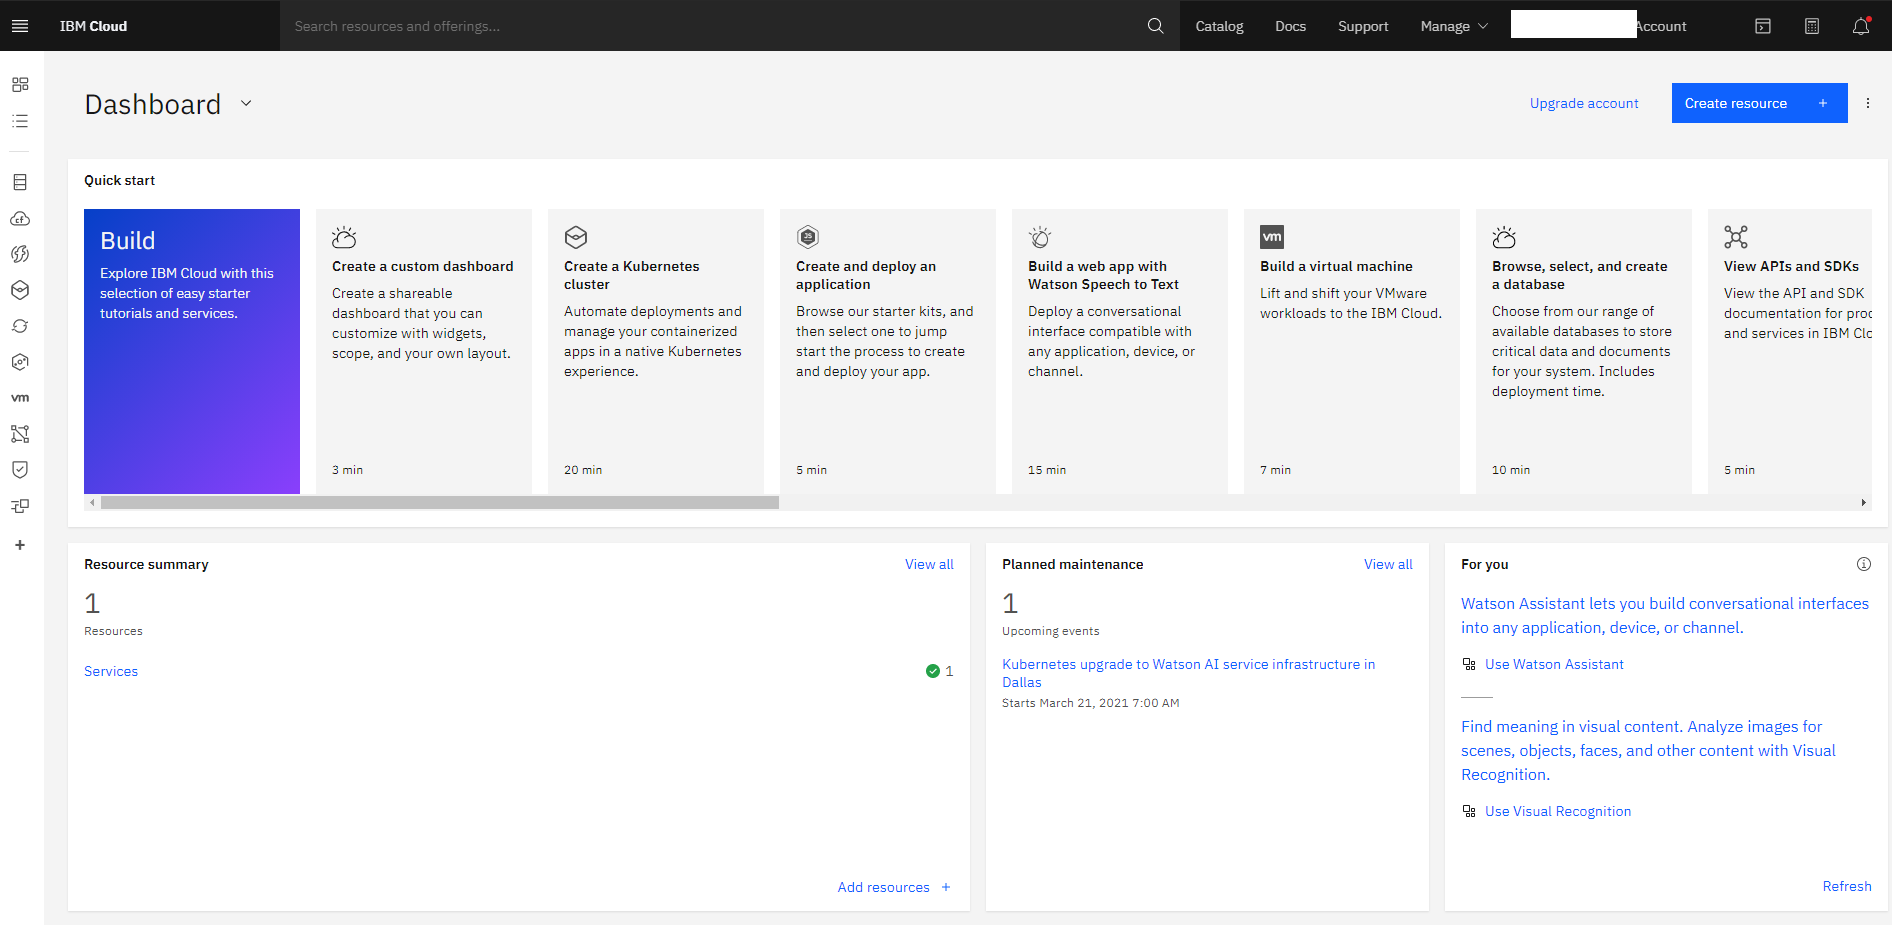 IBM Cloud
Search resources and offerings...
Catalog
Docs
Support
Manage
Account
Dashboard
Upgrade account
Create resource +
Quick start
Build
Explore IBM Cloud with this
selection of easy starter
tutorials and services.
Create a custom dashboard
Create a shareable
dashboard that you can
customize with widgets,
scope, and your own layout.
3 min
Create a Kubernetes
cluster
Automate deployments and
manage your containerized
apps in a native Kubernetes
experience.
20 min
JS
Create and deploy an
application
Browse our starter kits, and
then select one to jump
start the process to create
and deploy your app.
5 min
Build a web app with
Watson Speech to Text
Deploy a conversational
interface compatible with
any application, device, or
channel.
15 min
vm
Build a virtual machine
Lift and shift your VMware
workloads to the IBM Cloud.
7 min
Browse, select, and create
a database
Choose from our range of
available databases to store
critical data and documents
for your system. Includes
deployment time.
10 min
View APIs and SDKs
View the API and SDK
documentation for proc
and services in IBM Clo
5 min
cf
vm
+
Resource summary
View all
1
Resources
Services
1
Add resources +
Planned maintenance
View all
1
Upcoming events
Kubernetes upgrade to Watson AI service infrastructure in
Dallas
Starts March 21, 2021 7:00 AM
For you
Watson Assistant lets you build conversational interfaces
into any application, device, or channel.
Use Watson Assistant
Find meaning in visual content. Analyze images for
scenes, objects, faces, and other content with Visual
Recognition.
Use Visual Recognition
Refresh